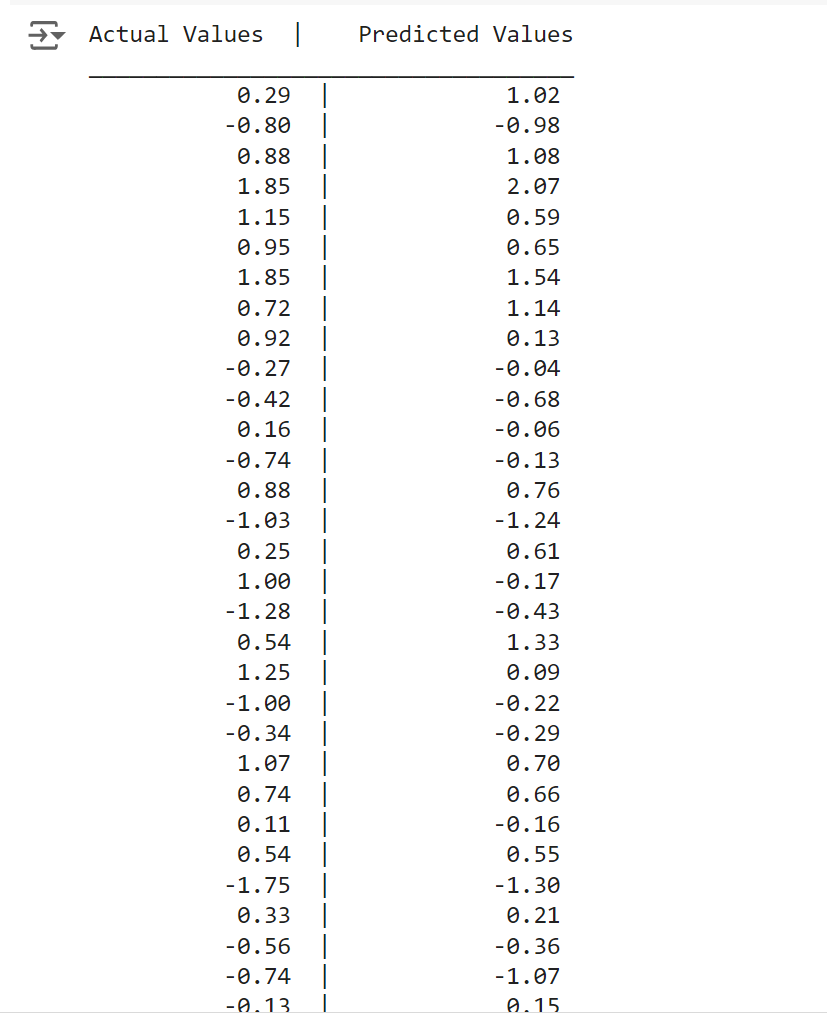 Actual Values | Predicted Values
0.29 | 1.02
-0.80 | -0.98
0.88 | 1.08
1.85 | 2.07
1.15 | 0.59
0.95 | 0.65
1.85 | 1.54
0.72 | 1.14
0.92 | 0.13
-0.27 | -0.04
-0.42 | -0.68
0.16 | -0.06
-0.74 | -0.13
0.88 | 0.76
-1.03 | -1.24
0.25 | 0.61
1.00 | -0.17
-1.28 | -0.43
0.54 | 1.33
1.25 | 0.09
-1.00 | -0.22
-0.34 | -0.29
1.07 | 0.70
0.74 | 0.66
0.11 | -0.16
0.54 | 0.55
-1.75 | -1.30
0.33 | 0.21
-0.56 | -0.36
-0.74 | -1.07
-0.13 | 0.15